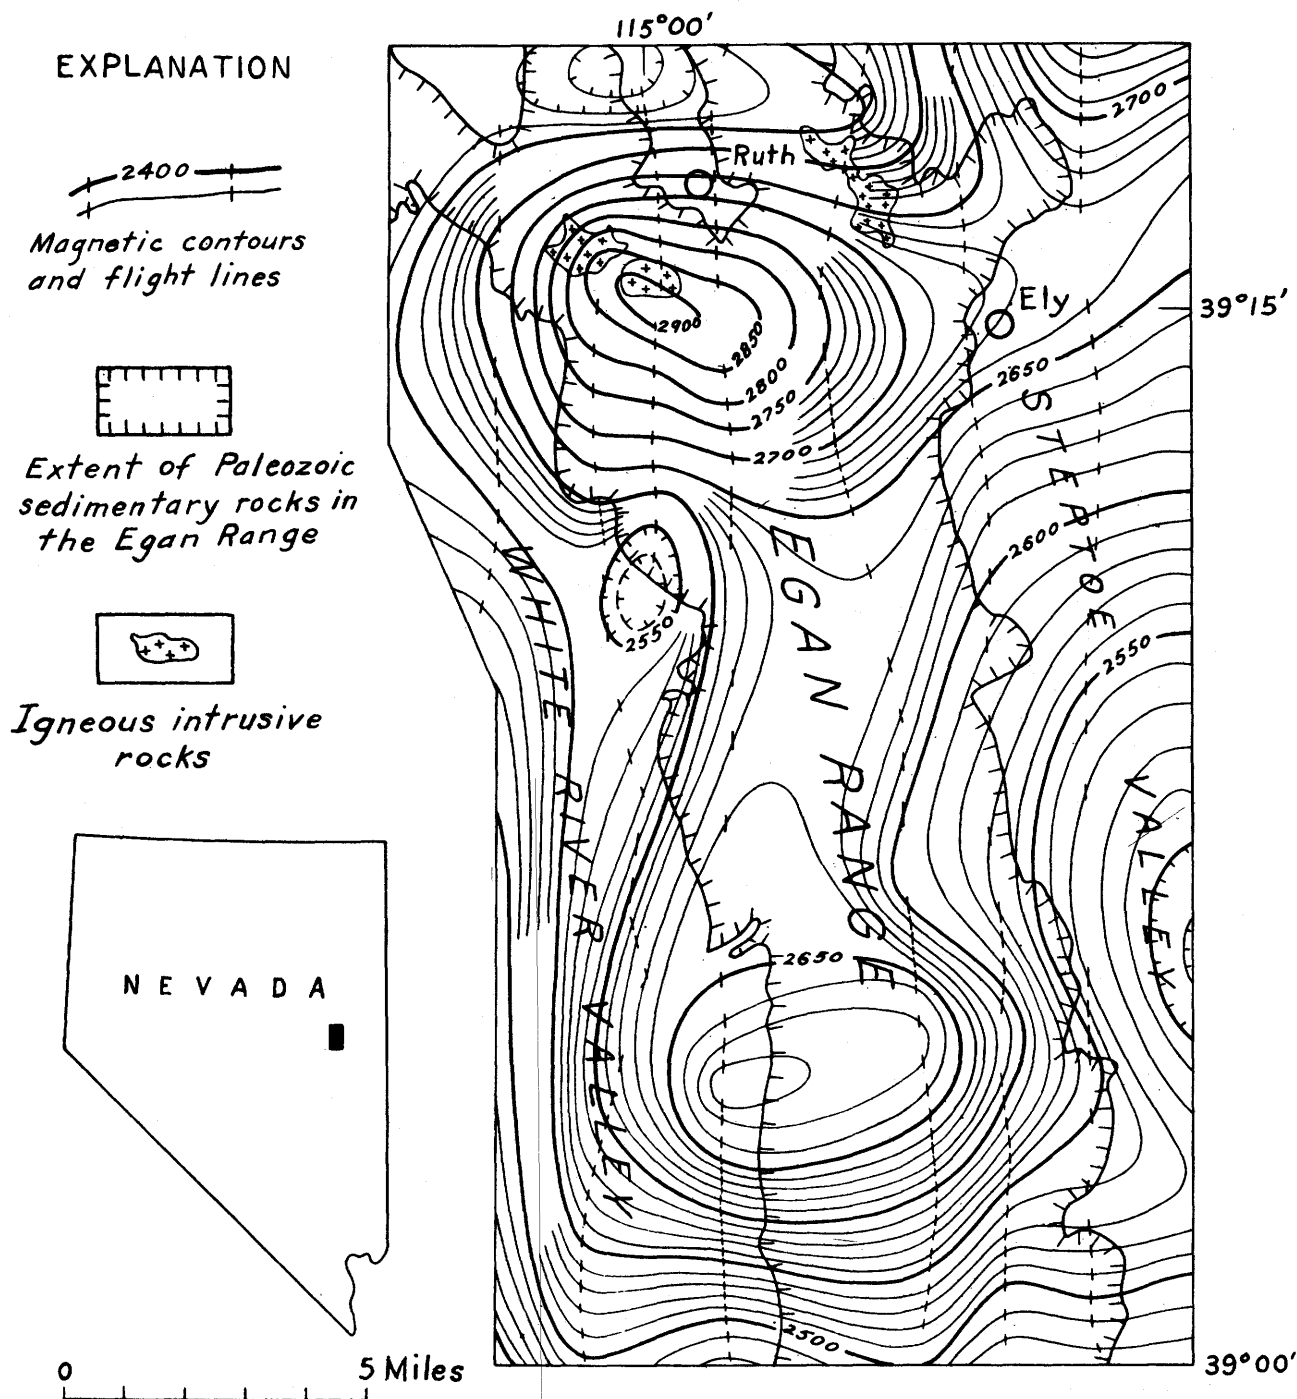 115°00'
EXPLANATION
2400
Magnetic contours
and flight lines
Extent of Paleozoic
sedimentary rocks in
the Egan Range
Igneous intrusive
rocks
NEVADA
0 5 Miles
2700
Ruth
Ely
39°15'
2900
2850
2800
2750
2700
2650
2600
2550
2550
STEPTOE VALLEY
EGAN RANGE
WHITE RIVER VALLEY
2650
2500
39°00'